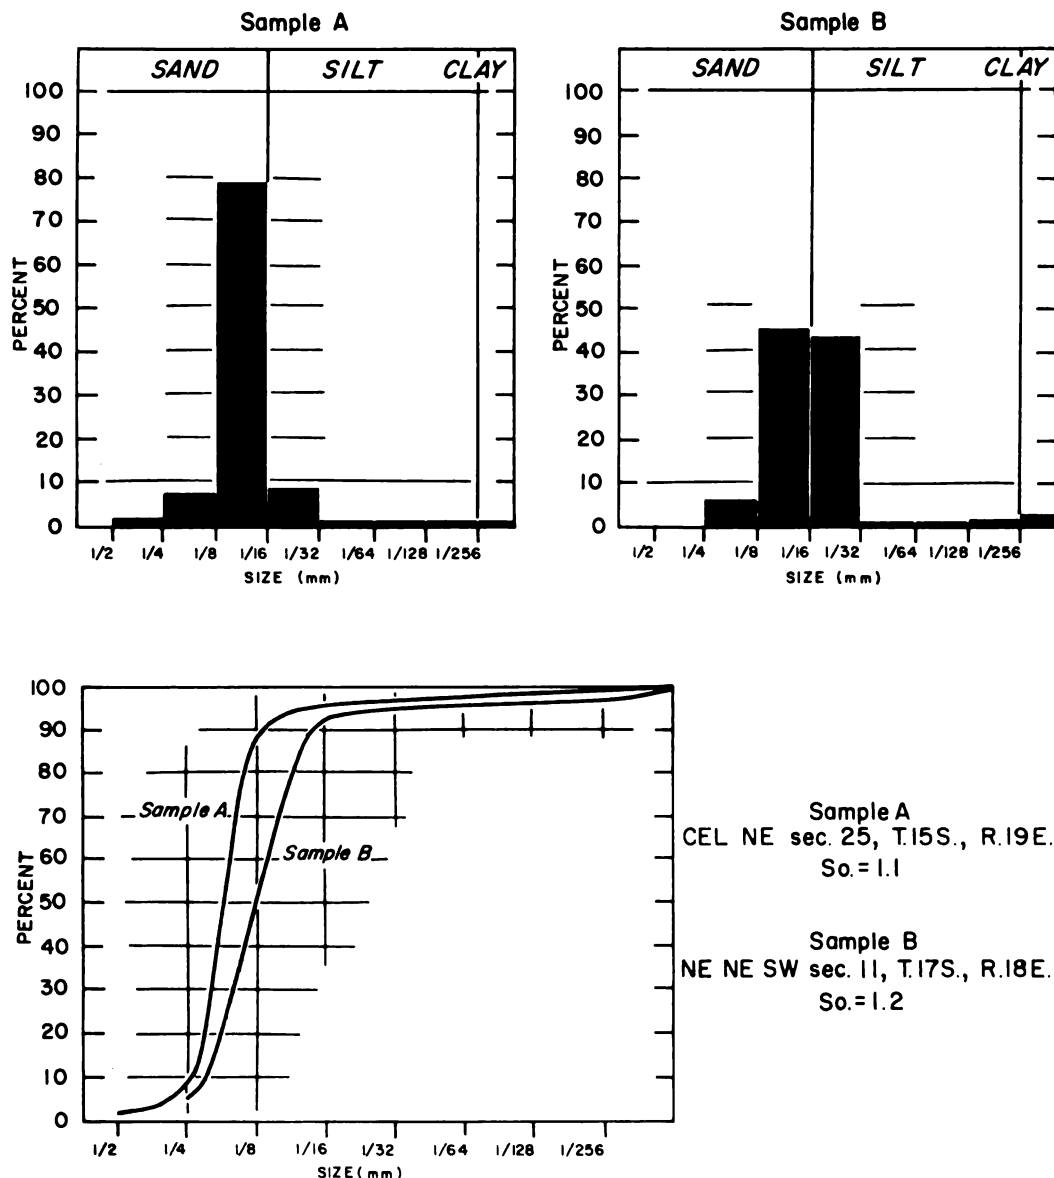 Sample A
SAND SILT CLAY
100
90
80
70
60
50
40
30
20
10
0
PERCENT
1/2 1/4 1/8 1/16 1/32 1/64 1/128 1/256
SIZE (mm)
Sample B
SAND SILT CLAY
100
90
80
70
60
50
40
30
20
10
0
PERCENT
1/2 1/4 1/8 1/16 1/32 1/64 1/128 1/256
SIZE (mm)
100
90
80
70
60
50
40
30
20
10
0
PERCENT
Sample A
Sample B
1/2 1/4 1/8 1/16 1/32 1/64 1/128 1/256
SIZE (mm)
Sample A
CEL NE sec. 25, T.15S., R.19E.
So.=1.1
Sample B
NE NE SW sec. 11, T.17S., R.18E.
So.=1.2